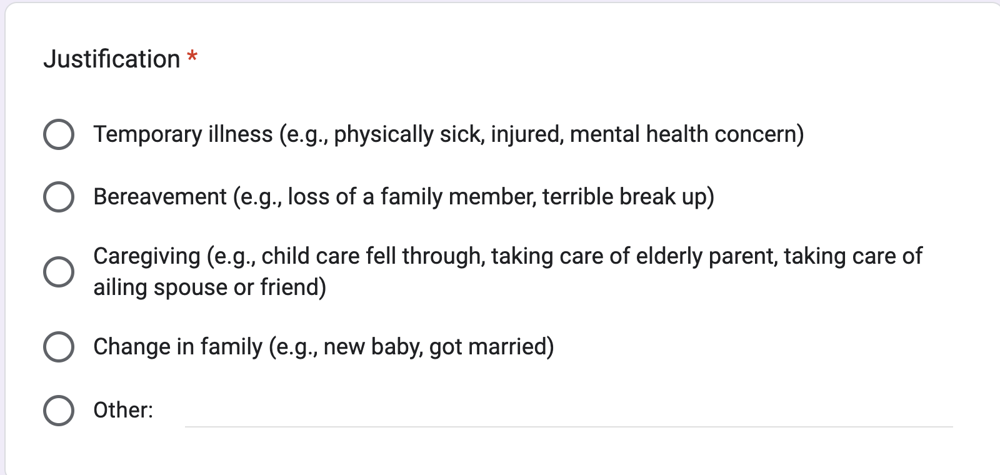 Justification *
Temporary illness (e.g., physically sick, injured, mental health concern)
Bereavement (e.g., loss of a family member, terrible break up)
Caregiving (e.g., child care fell through, taking care of elderly parent, taking care of
ailing spouse or friend)
Change in family (e.g., new baby, got married)
Other: